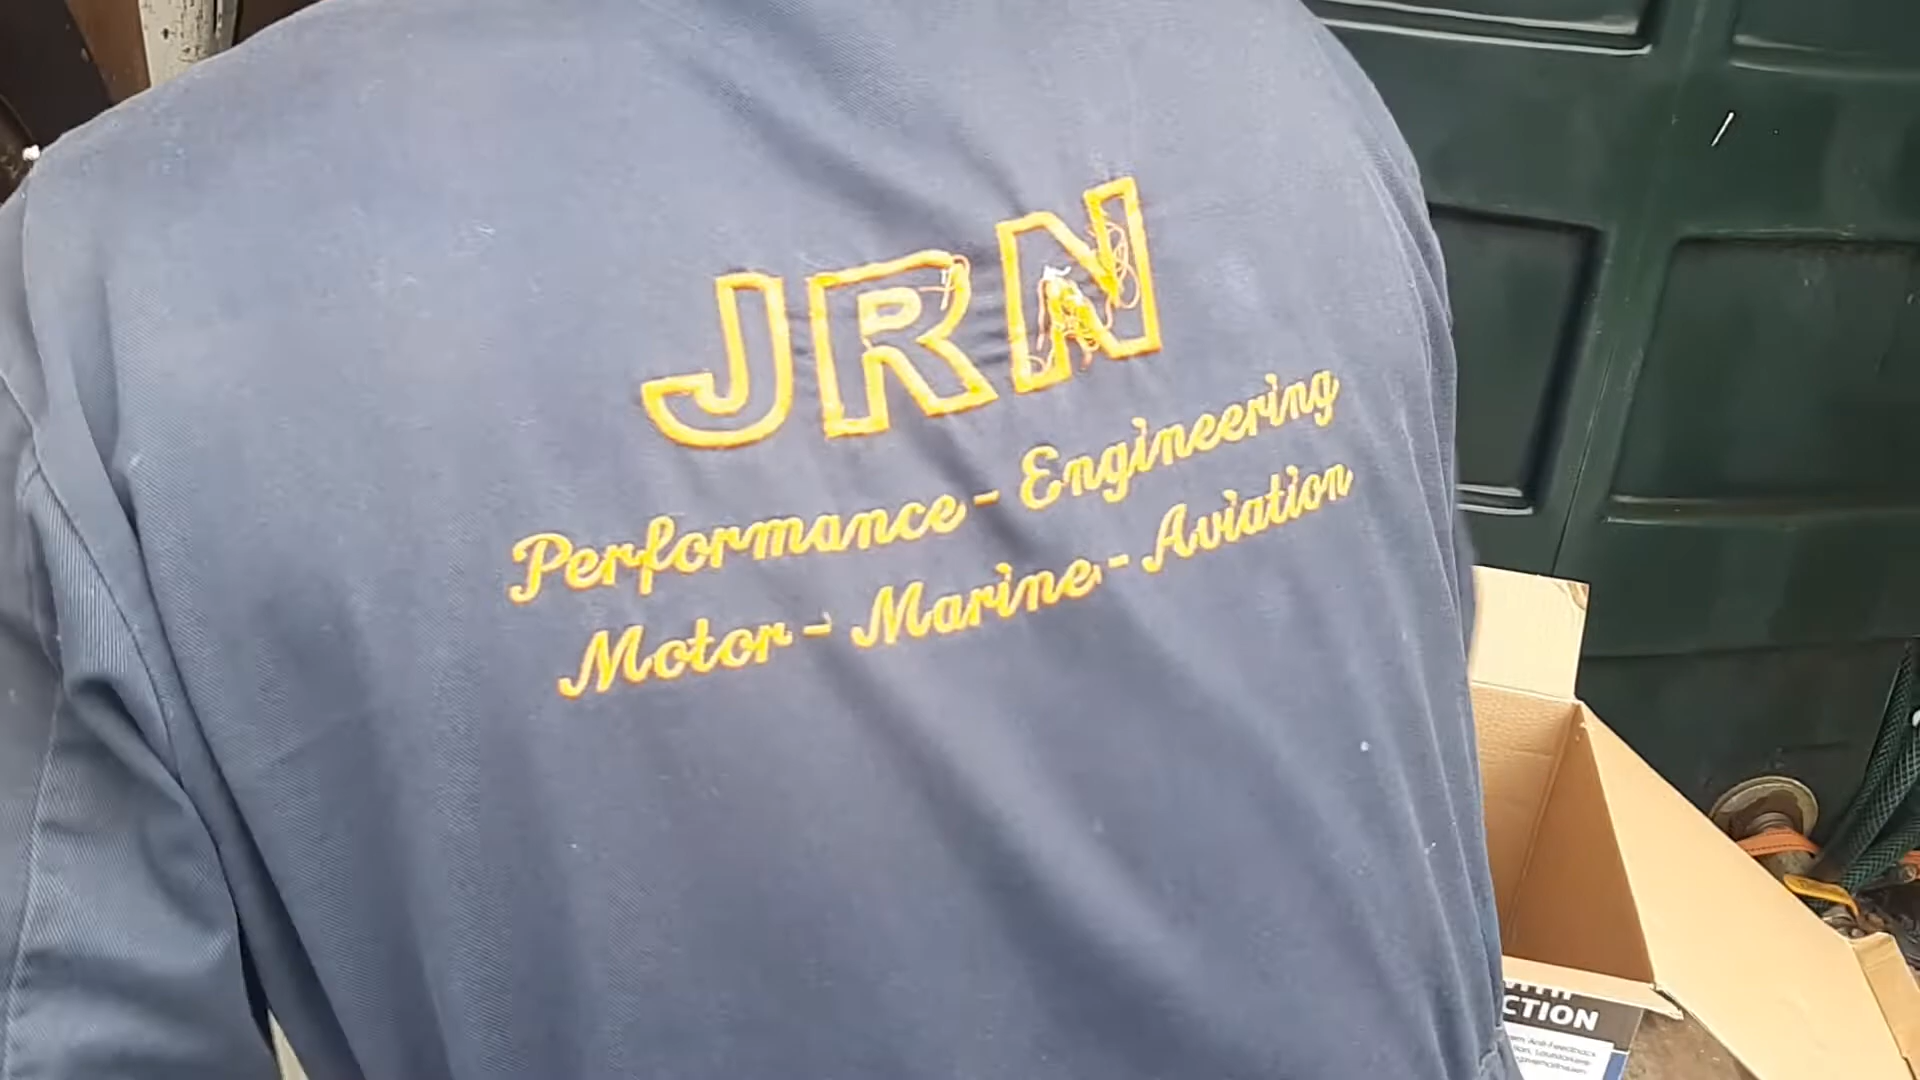 JRN
Performance - Engineering
Motor - Marine - Aviation
CTION